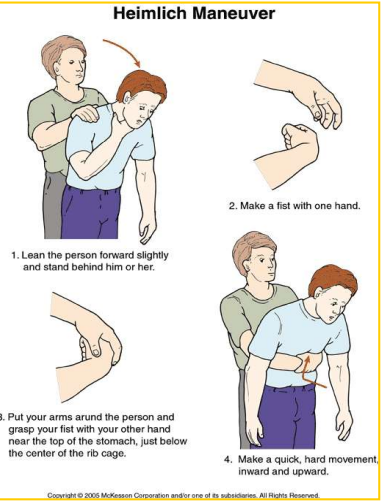 Heimlich Maneuver
1. Lean the person forward slightly
and stand behind him or her.
2. Make a fist with one hand.
3. Put your arms arund the person and
grasp your fist with your other hand
near the top of the stomach, just below
the center of the rib cage.
4. Make a quick, hard movement,
inward and upward.
Copyright © 2005 McKesson Corporation and/or one of its subsidiaries. All Rights Reserved.